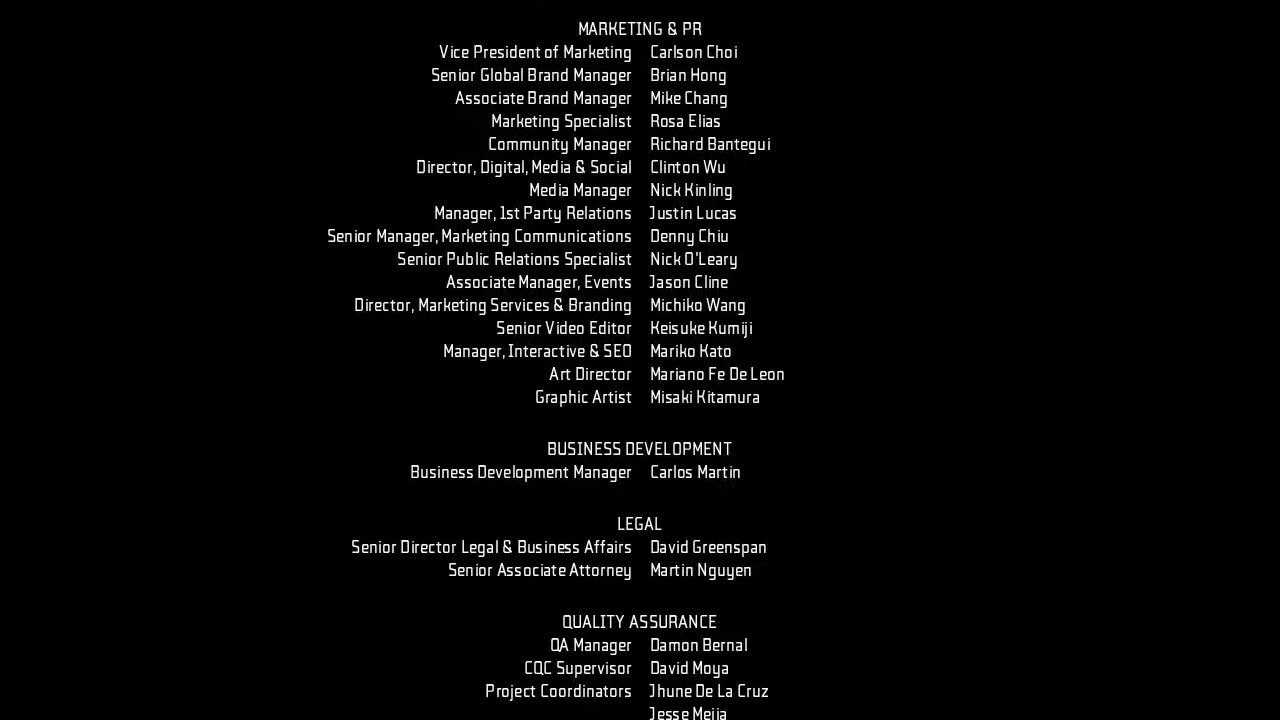 MARKETING & PR
Vice President of Marketing Carlson Choi
Senior Global Brand Manager Brian Hong
Associate Brand Manager Mike Chang
Marketing Specialist Rosa Elias
Community Manager Richard Bantegui
Director, Digital, Media & Social Clinton Wu
Media Manager Nick Kinling
Manager, 1st Party Relations Justin Lucas
Senior Manager, Marketing Communications Denny Chiu
Senior Public Relations Specialist Nick O'Leary
Associate Manager, Events Jason Cline
Director, Marketing Services & Branding Michiko Wang
Senior Video Editor Keisuke Kumiji
Manager, Interactive & SEO Mariko Kato
Art Director Mariano Fe De Leon
Graphic Artist Misaki Kitamura
BUSINESS DEVELOPMENT
Business Development Manager Carlos Martin
LEGAL
Senior Director Legal & Business Affairs David Greenspan
Senior Associate Attorney Martin Nguyen
QUALITY ASSURANCE
QA Manager Damon Bernal
CQC Supervisor David Moya
Project Coordinators Jhune De La Cruz
Jesse Mejia